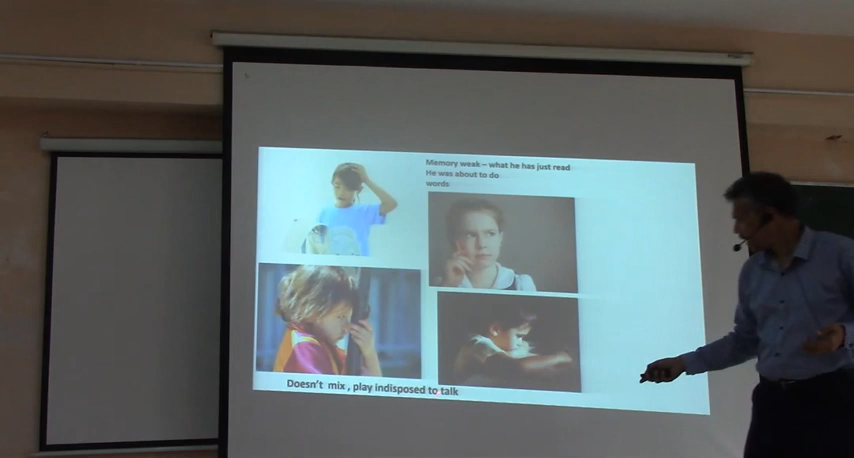 Memory weak – what he has just read
He was about to do
words
Doesn't mix , play indisposed to talk